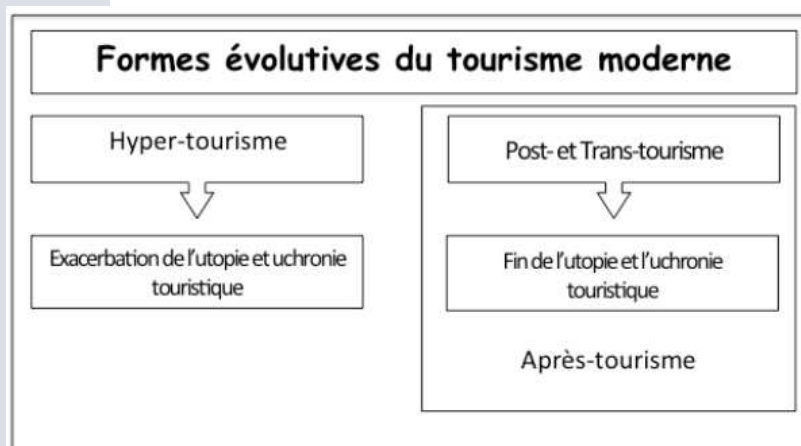 Formes évolutives du tourisme moderne
Hyper-tourisme
Exacerbation de l'utopie et uchronie
touristique
Post- et Trans-tourisme
Fin de l'utopie et l'uchronie
touristique
Après-tourisme